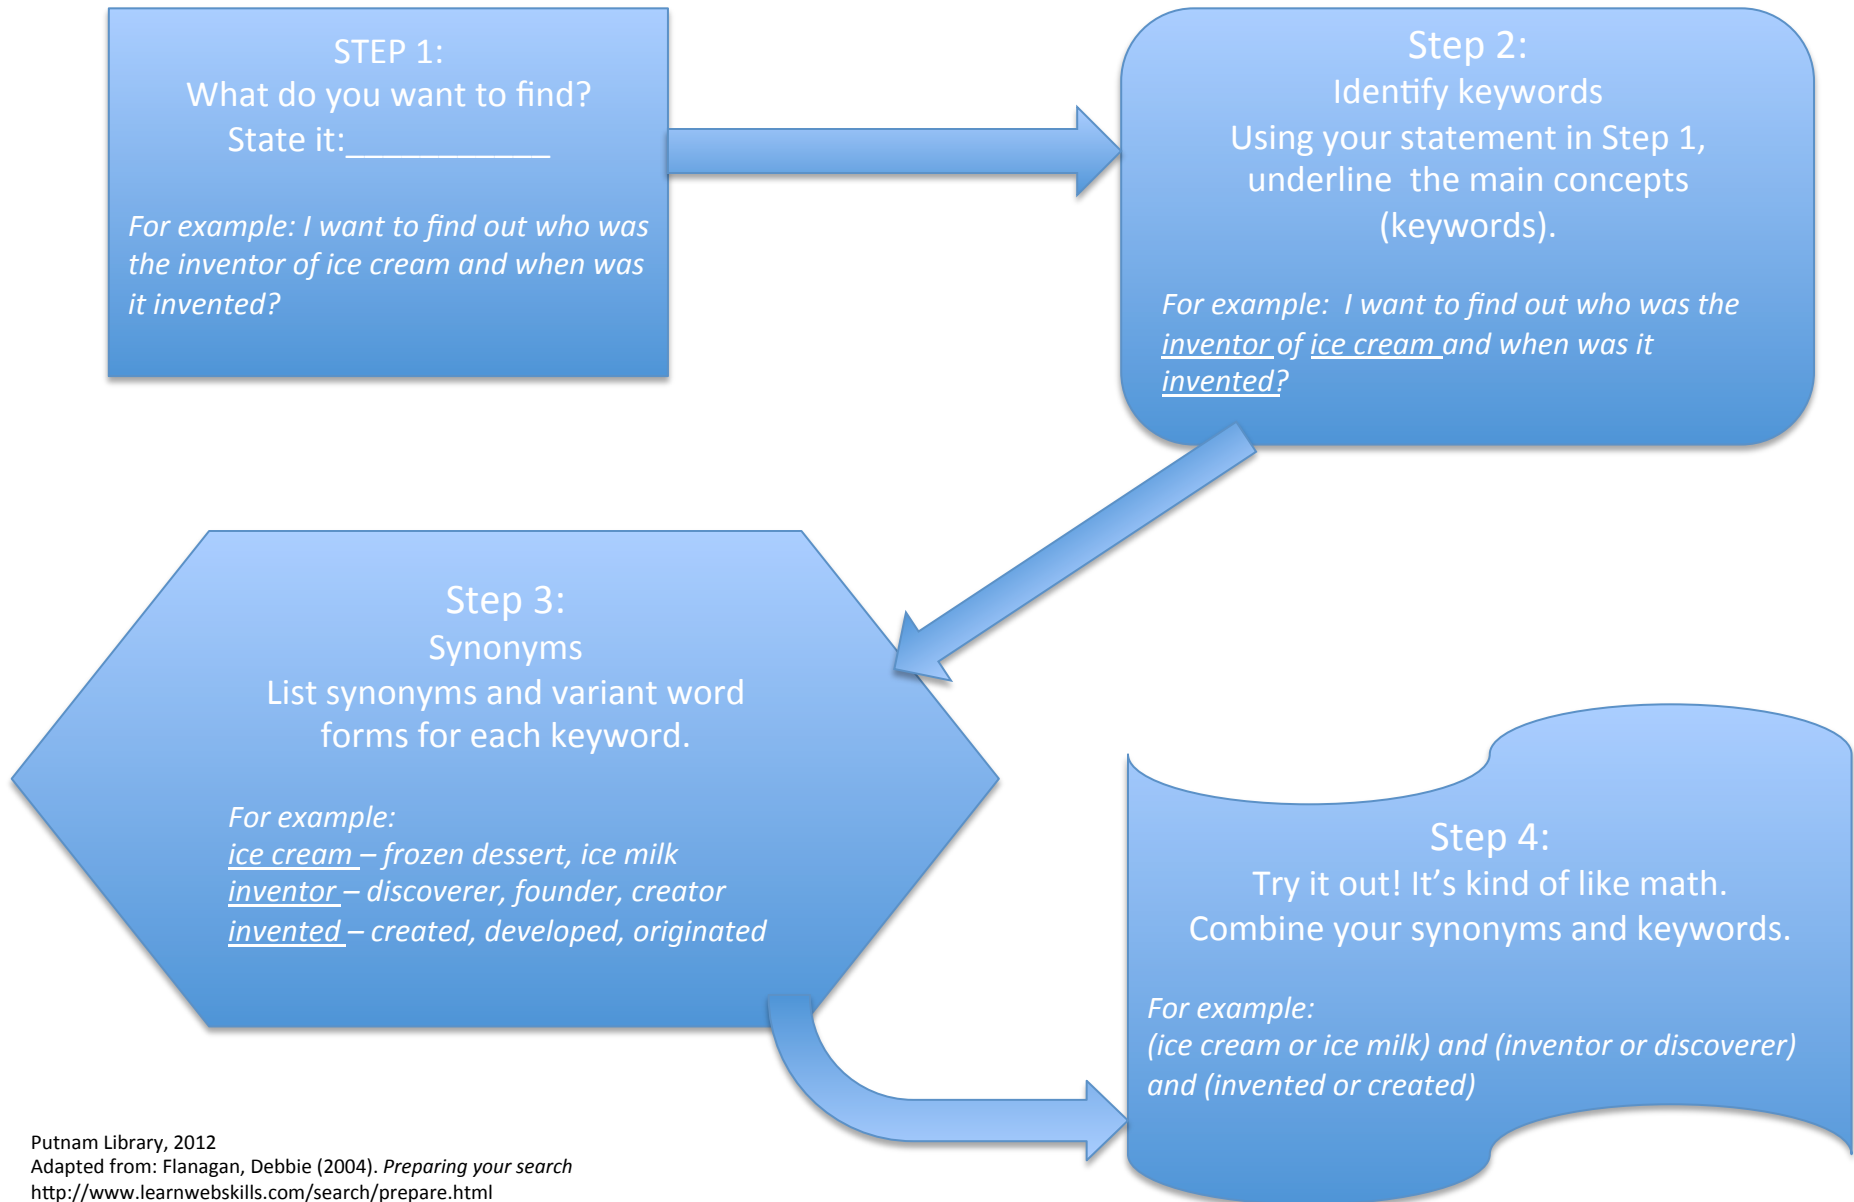 STEP 1:
What do you want to find?
State it:___________
For example: I want to find out who was
the inventor of ice cream and when was
it invented?
Step 2:
Identify keywords
Using your statement in Step 1,
underline the main concepts
(keywords).
For example: I want to find out who was the
inventor of ice cream and when was it
invented?
Step 3:
Synonyms
List synonyms and variant word
forms for each keyword.
For example:
ice cream – frozen dessert, ice milk
inventor – discoverer, founder, creator
invented – created, developed, originated
Step 4:
Try it out! It’s kind of like math.
Combine your synonyms and keywords.
For example:
(ice cream or ice milk) and (inventor or discoverer)
and (invented or created)
Putnam Library, 2012
Adapted from: Flanagan, Debbie (2004). Preparing your search
http://www.learnwebskills.com/search/prepare.html